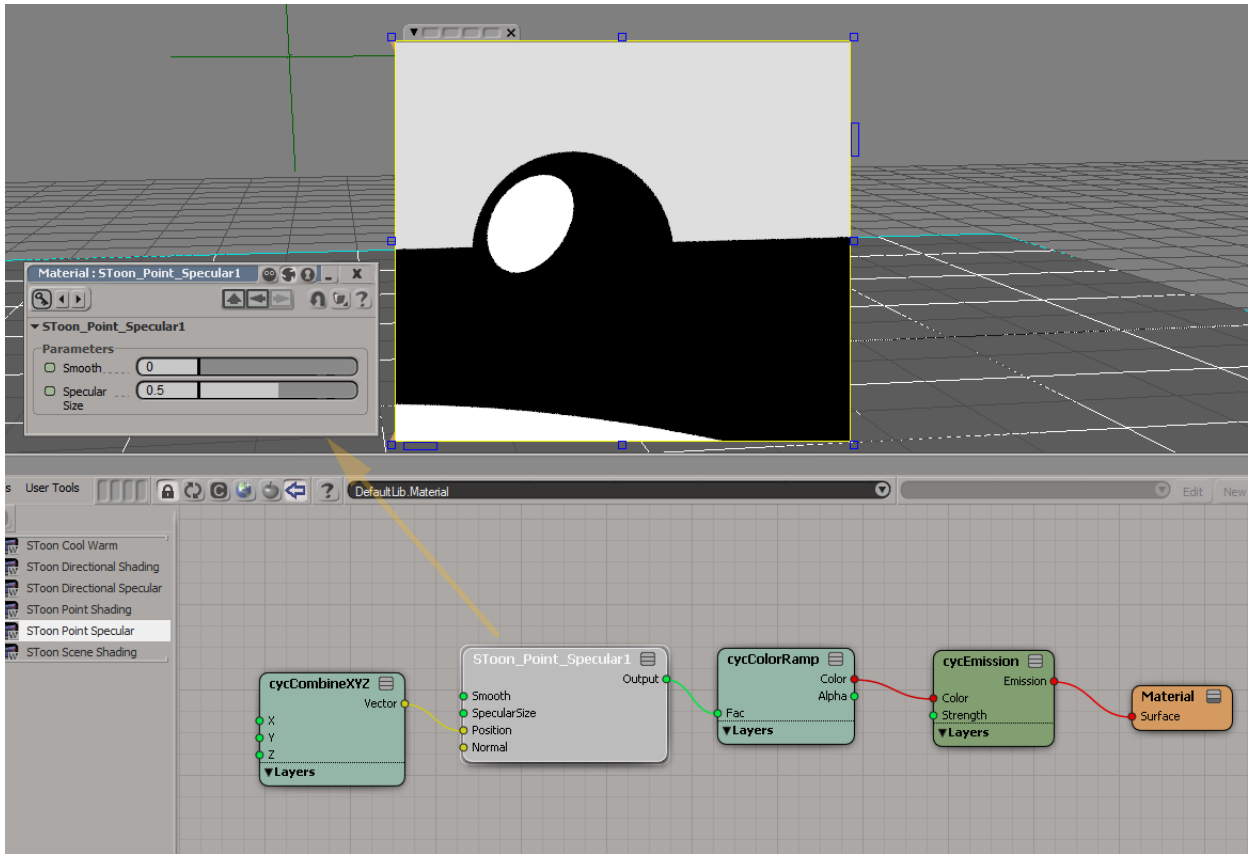 Material : SToon_Point_Specular1
X
?
SToon_Point_Specular1
Parameters
Smooth 0
Specular 0.5
Size
User Tools
C
?
DefaultLib.Material
Edit
New
SToon Cool Warm
SToon Directional Shading
SToon Directional Specular
SToon Point Shading
SToon Point Specular
SToon Scene Shading
cycCombineXYZ
Vector
X
Y
Z
Layers
SToon_Point_Specular1
Output
Smooth
SpecularSize
Position
Normal
cycColorRamp
Color
Alpha
Fac
Layers
cycEmission
Emission
Color
Strength
Layers
Material
Surface